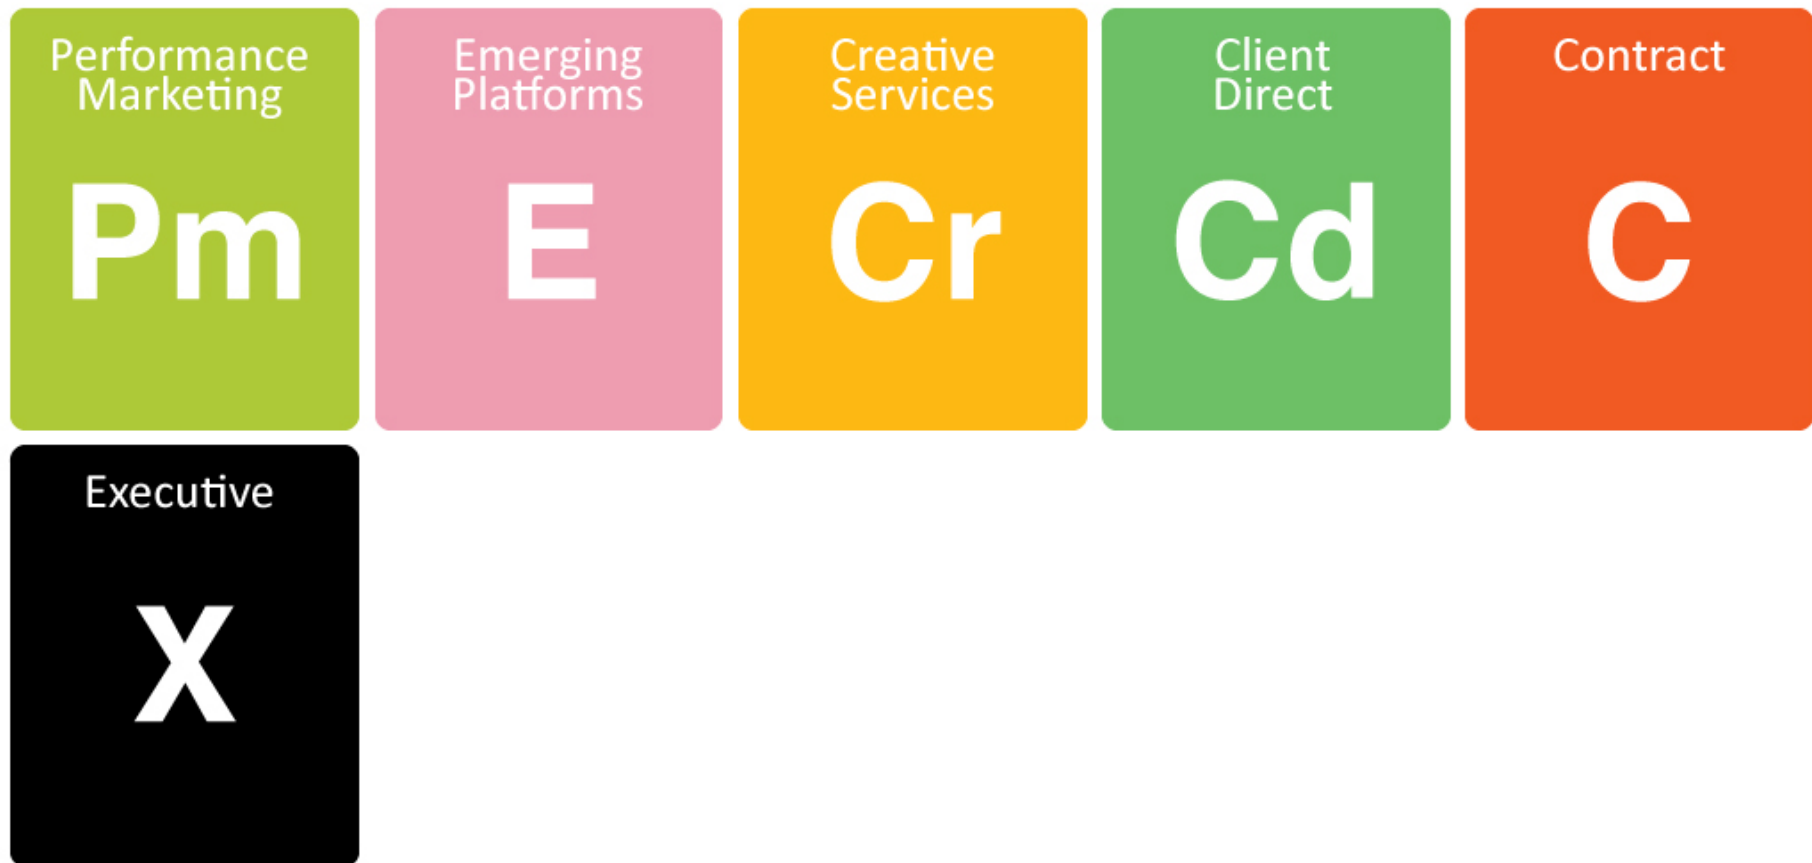 Performance
Marketing
Pm
Emerging
Platforms
E
Creative
Services
Cr
Client
Direct
Cd
Contract
C
Executive
X